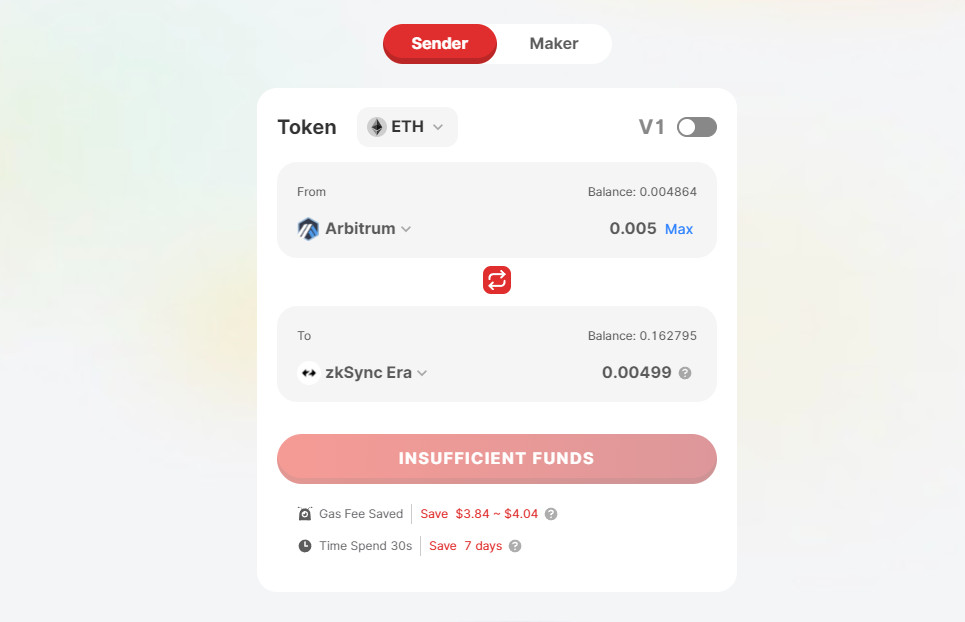 Sender Maker
Token ETH V1
From Balance: 0.004864
Arbitrum 0.005 Max
To Balance: 0.162795
zkSync Era 0.00499 ?
INSUFFICIENT FUNDS
Gas Fee Saved Save $3.84 ~ $4.04 ?
Time Spend 30s Save 7 days ?